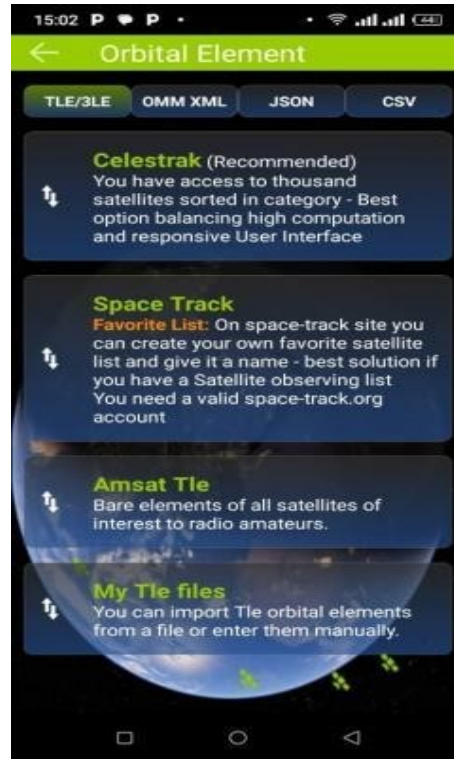 15:02 P P •
• 44
Orbital Element
TLE/3LE OMM XML JSON CSV
Celestrak (Recommended)
You have access to thousand
satellites sorted in category - Best
option balancing high computation
and responsive User Interface
Space Track
Favorite List: On space-track site you
can create your own favorite satellite
list and give it a name - best solution if
you have a Satellite observing list
You need a valid space-track.org
account
Amsat Tle
Bare elements of all satellites of
interest to radio amateurs.
My Tle files
You can import Tle orbital elements
from a file or enter them manually.